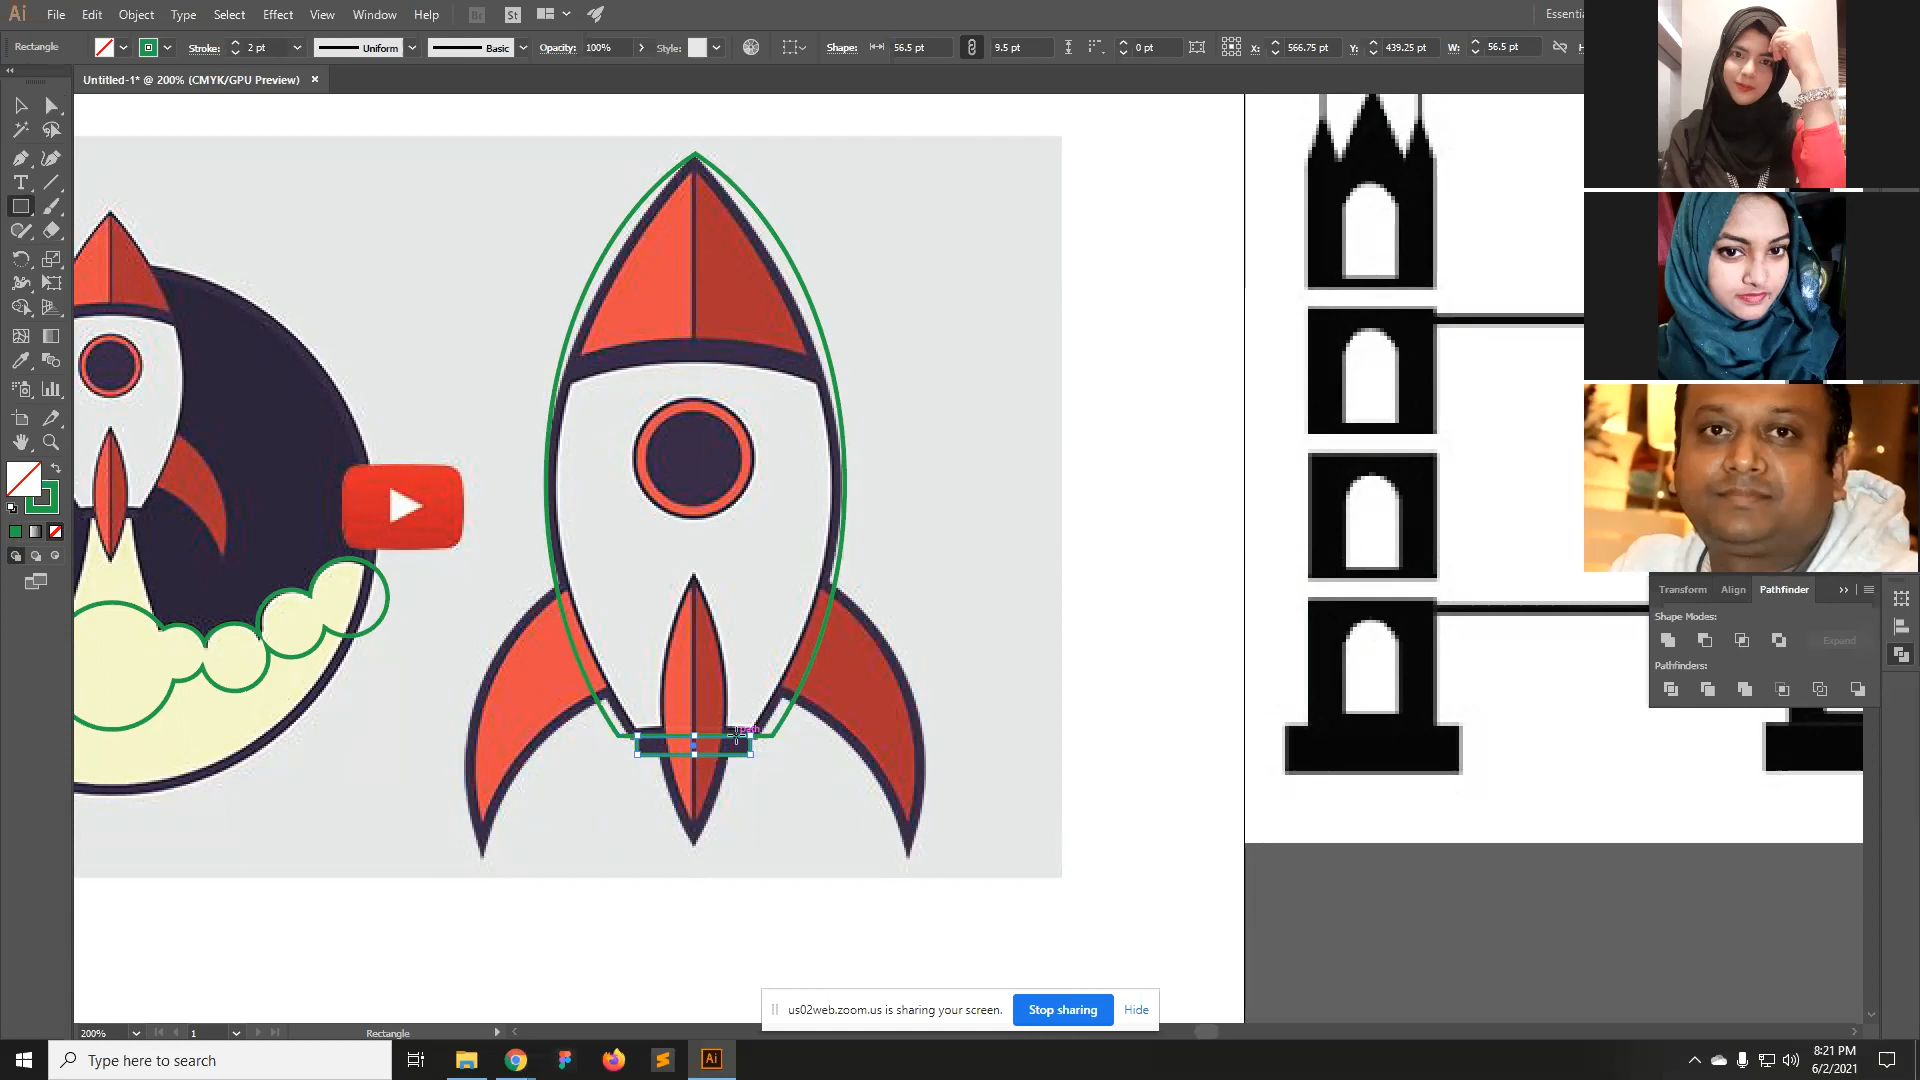 Ai File Edit Object Type Select Effect View Window Help Br St
Rectangle Stroke: 2 pt Uniform Basic Opacity: 100% Style: Shape: 56.5 pt 9.5 pt 0 pt X: 566.75 pt Y: 439.25 pt W: 56.5 pt
Untitled-1* @ 200% (CMYK/GPU Preview)
Transform Align Pathfinder
Shape Modes:
Expand
Pathfinders:
us02web.zoom.us is sharing your screen. Stop sharing Hide
200% 1 Rectangle
Type here to search
Ai
8:21 PM
6/2/2021